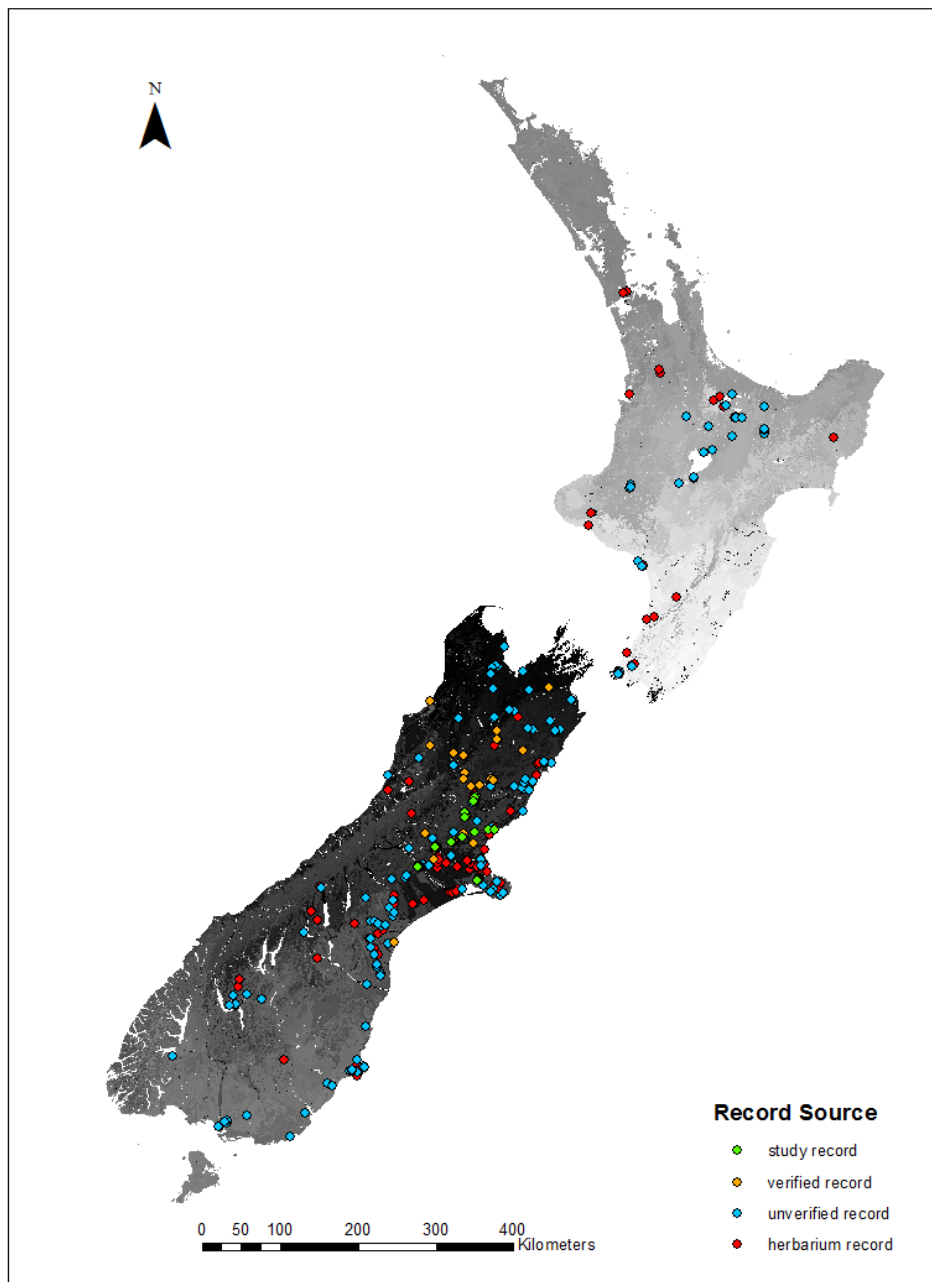 N
Record Source
study record
verified record
unverified record
herbarium record
0 50 100 200 300 400
Kilometers